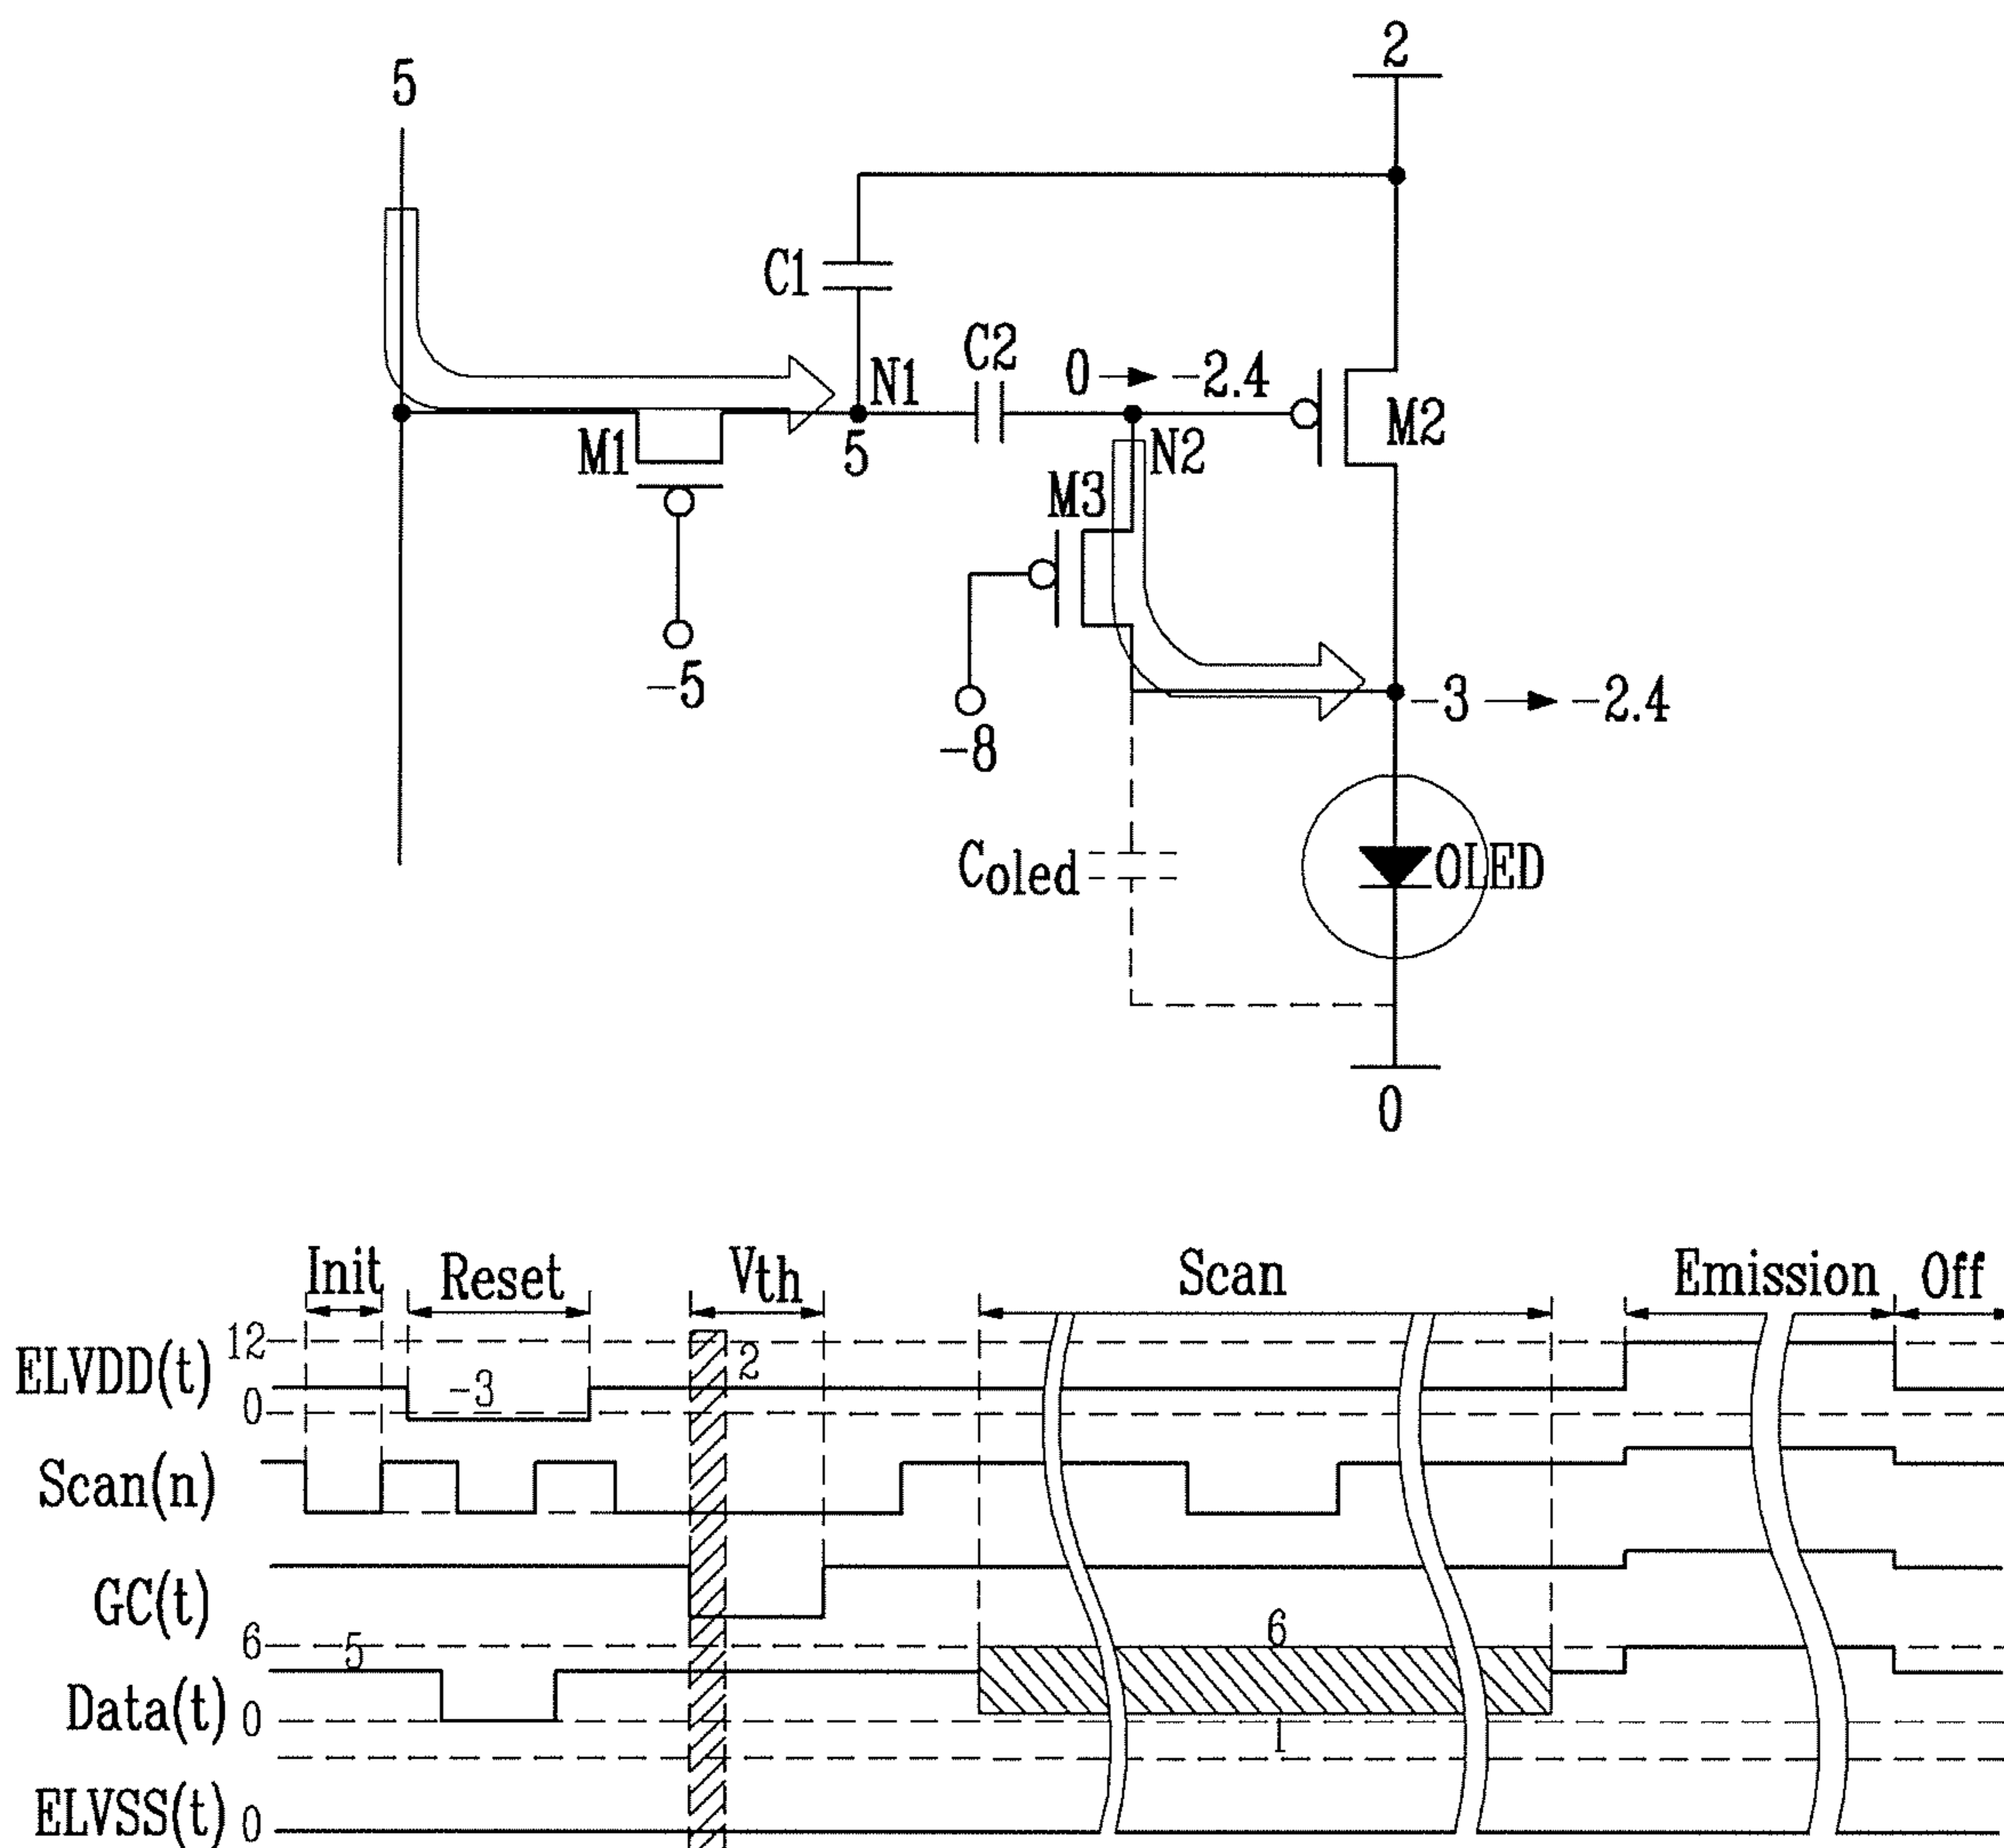 2
5
C1
N1
C2
0 → -2.4
M1
5
N2
M2
M3
-5
-8
-3 → -2.4
Coled
OLED
0
Init
Reset
Vth
Scan
Emission
Off
ELVDD(t)
12
0
-3
2
Scan(n)
GC(t)
Data(t)
6
0
5
6
1
ELVSS(t)
0